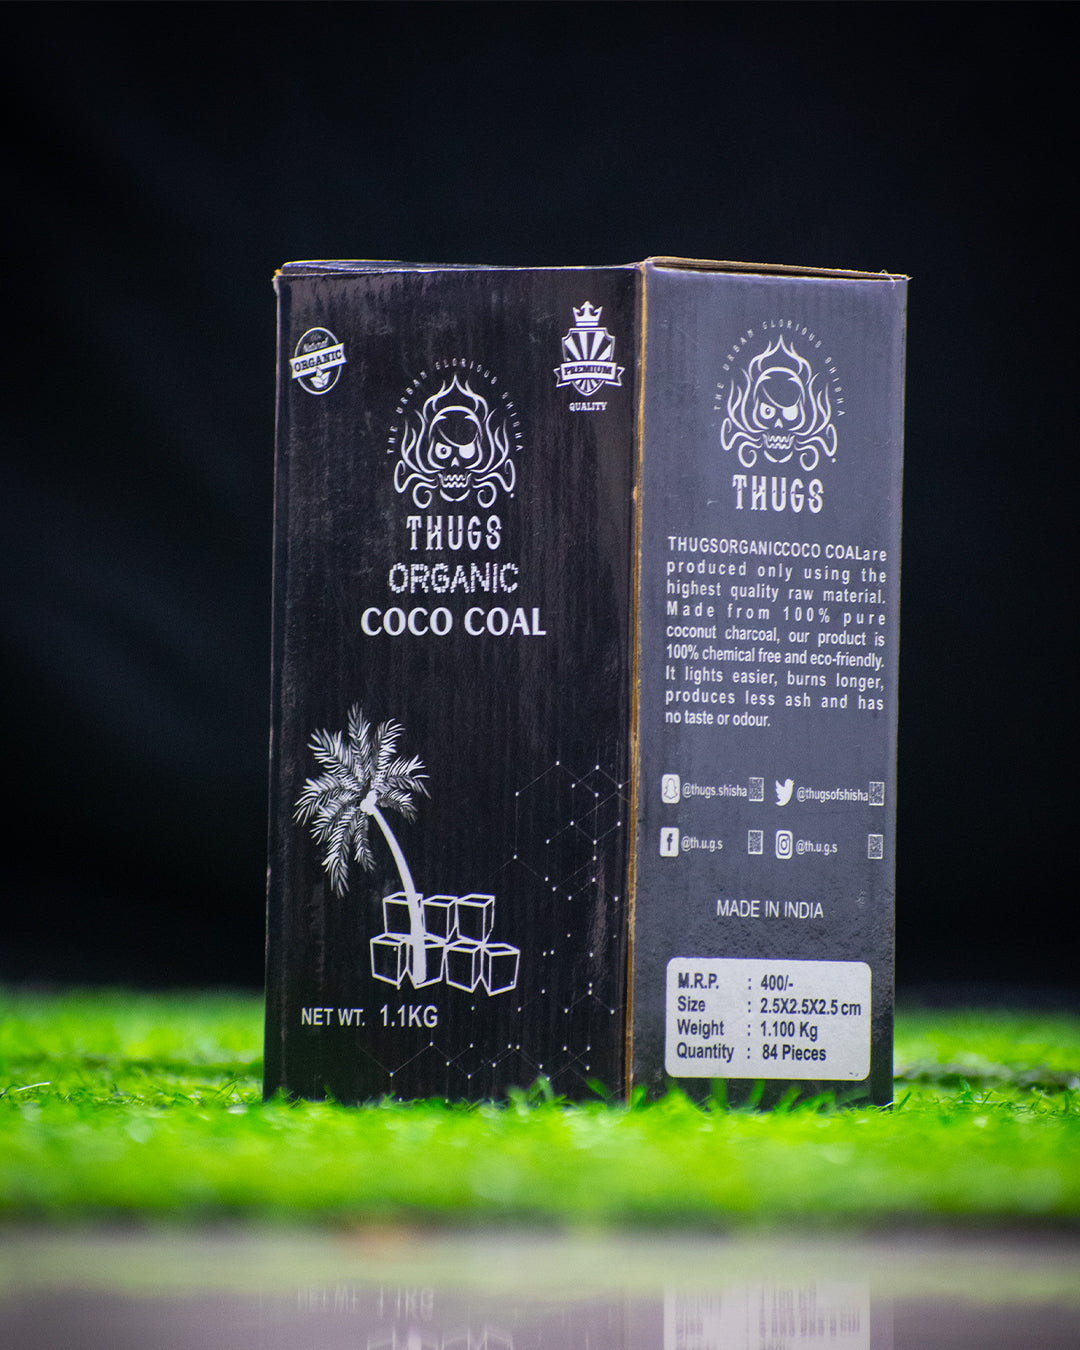 Natural
ORGANIC
PREMIUM
QUALITY
THE URBAN GLORIOUS SHISHA
THUGS
ORGANIC
COCO COAL
NET WT. 1.1KG
THE URBAN GLORIOUS SHISHA
THUGS
THUGSORGANICCOCO COALare
produced only using the
highest quality raw material.
Made from 100% pure
coconut charcoal, our product is
100% chemical free and eco-friendly.
It lights easier, burns longer,
produces less ash and has
no taste or odour.
@thugs.shisha @thugsofshisha
@th.u.g.s @th.u.g.s
MADE IN INDIA
M.R.P. : 400/-
Size : 2.5X2.5X2.5 cm
Weight : 1.100 Kg
Quantity : 84 Pieces